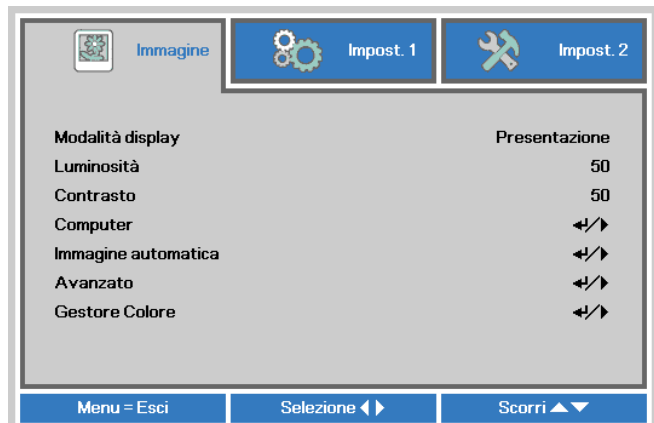 Immagine Impost. 1 Impost. 2
Modalità display Presentazione
Luminosità 50
Contrasto 50
Computer
Immagine automatica
Avanzato
Gestore Colore
Menu = Esci Selezione Scorri